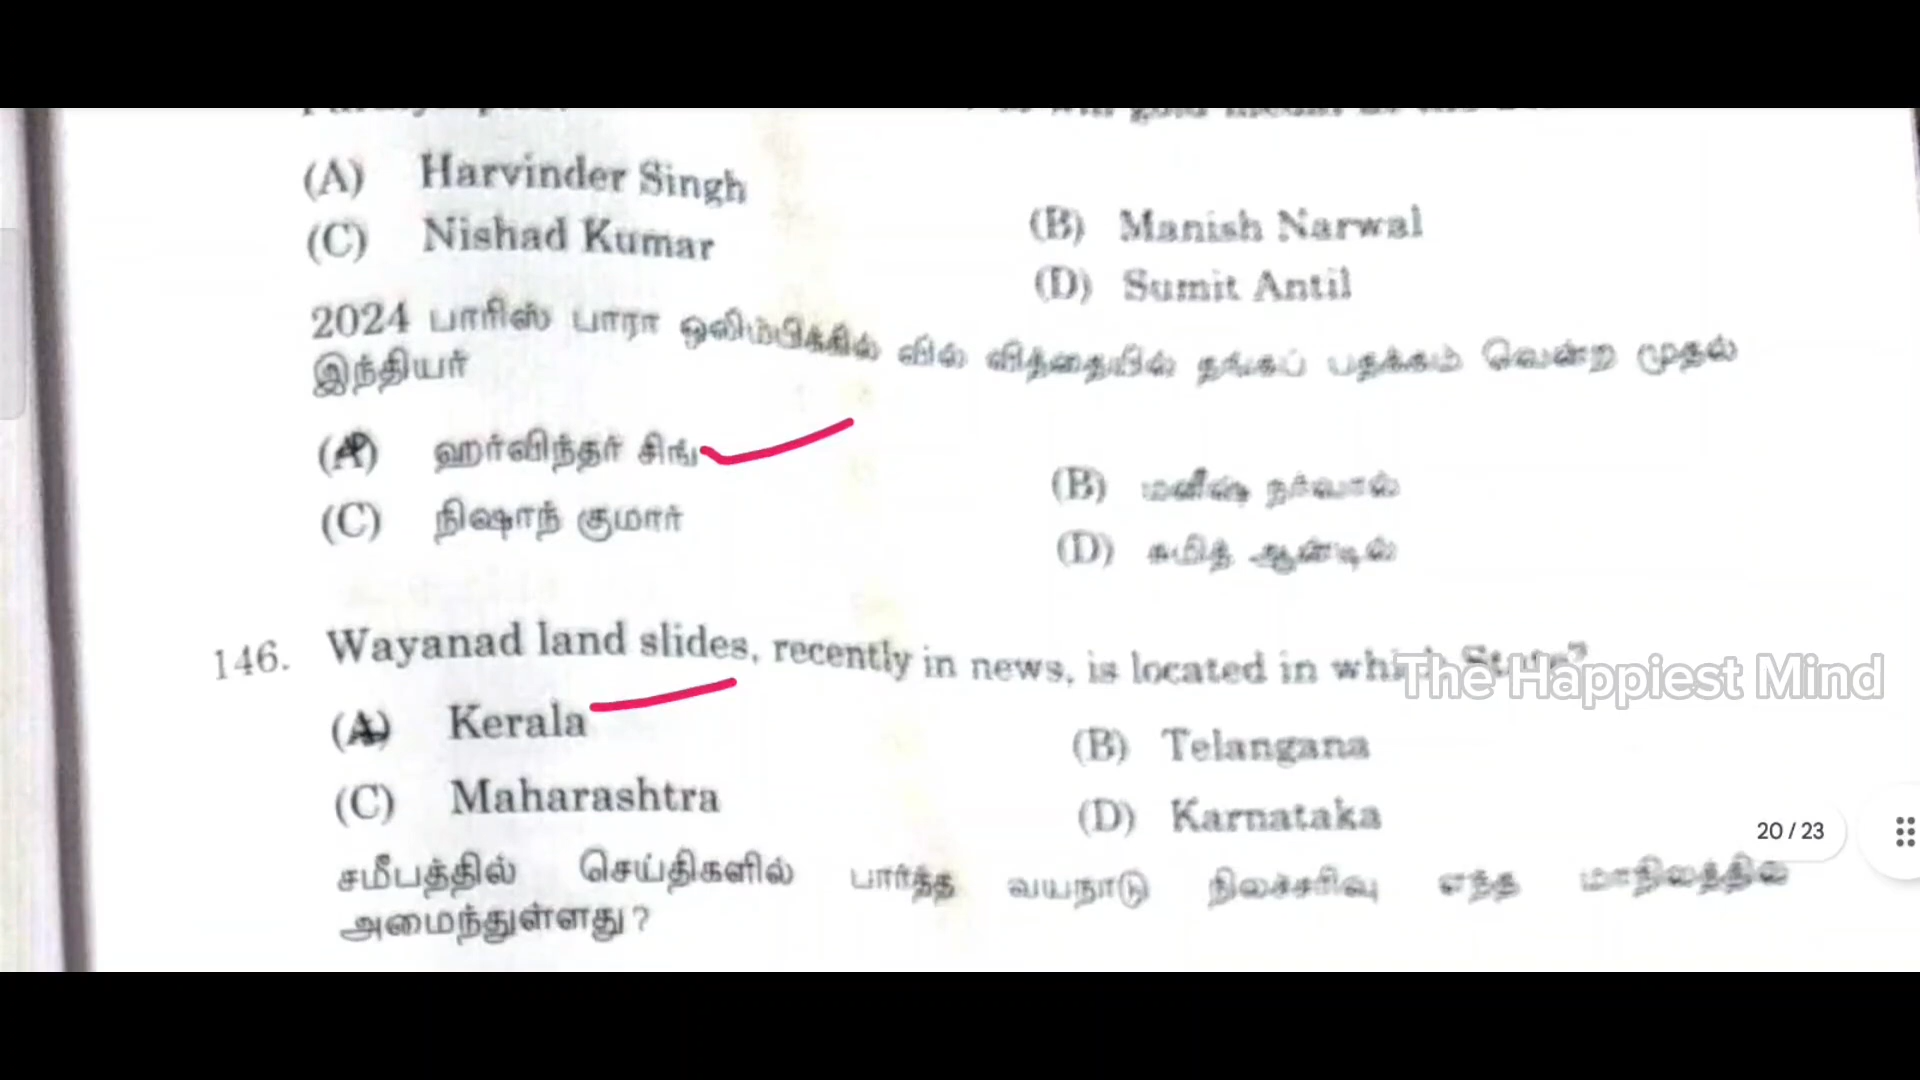 (A) Harvinder Singh
(B) Manish Narwal
(C) Nishad Kumar
(D) Sumit Antil
2024 பாரிஸ் பாரா ஒலிம்பிக்கில் வில் வித்தையில் தங்கப் பதக்கம் வென்ற முதல்
இந்தியர்
(A) ஹர்விந்தர் சிங்
(B) மனீஷ் நர்வால்
(C) நிஷாந் குமார்
(D) சுமித் ஆண்டில்
146. Wayanad land slides, recently in news, is located in which State?
The Happiest Mind
(A) Kerala
(B) Telangana
(C) Maharashtra
(D) Karnataka
20 / 23
சமீபத்தில் செய்திகளில் பார்த்த வயநாடு நிலச்சரிவு எந்த மாநிலத்தில்
அமைந்துள்ளது?